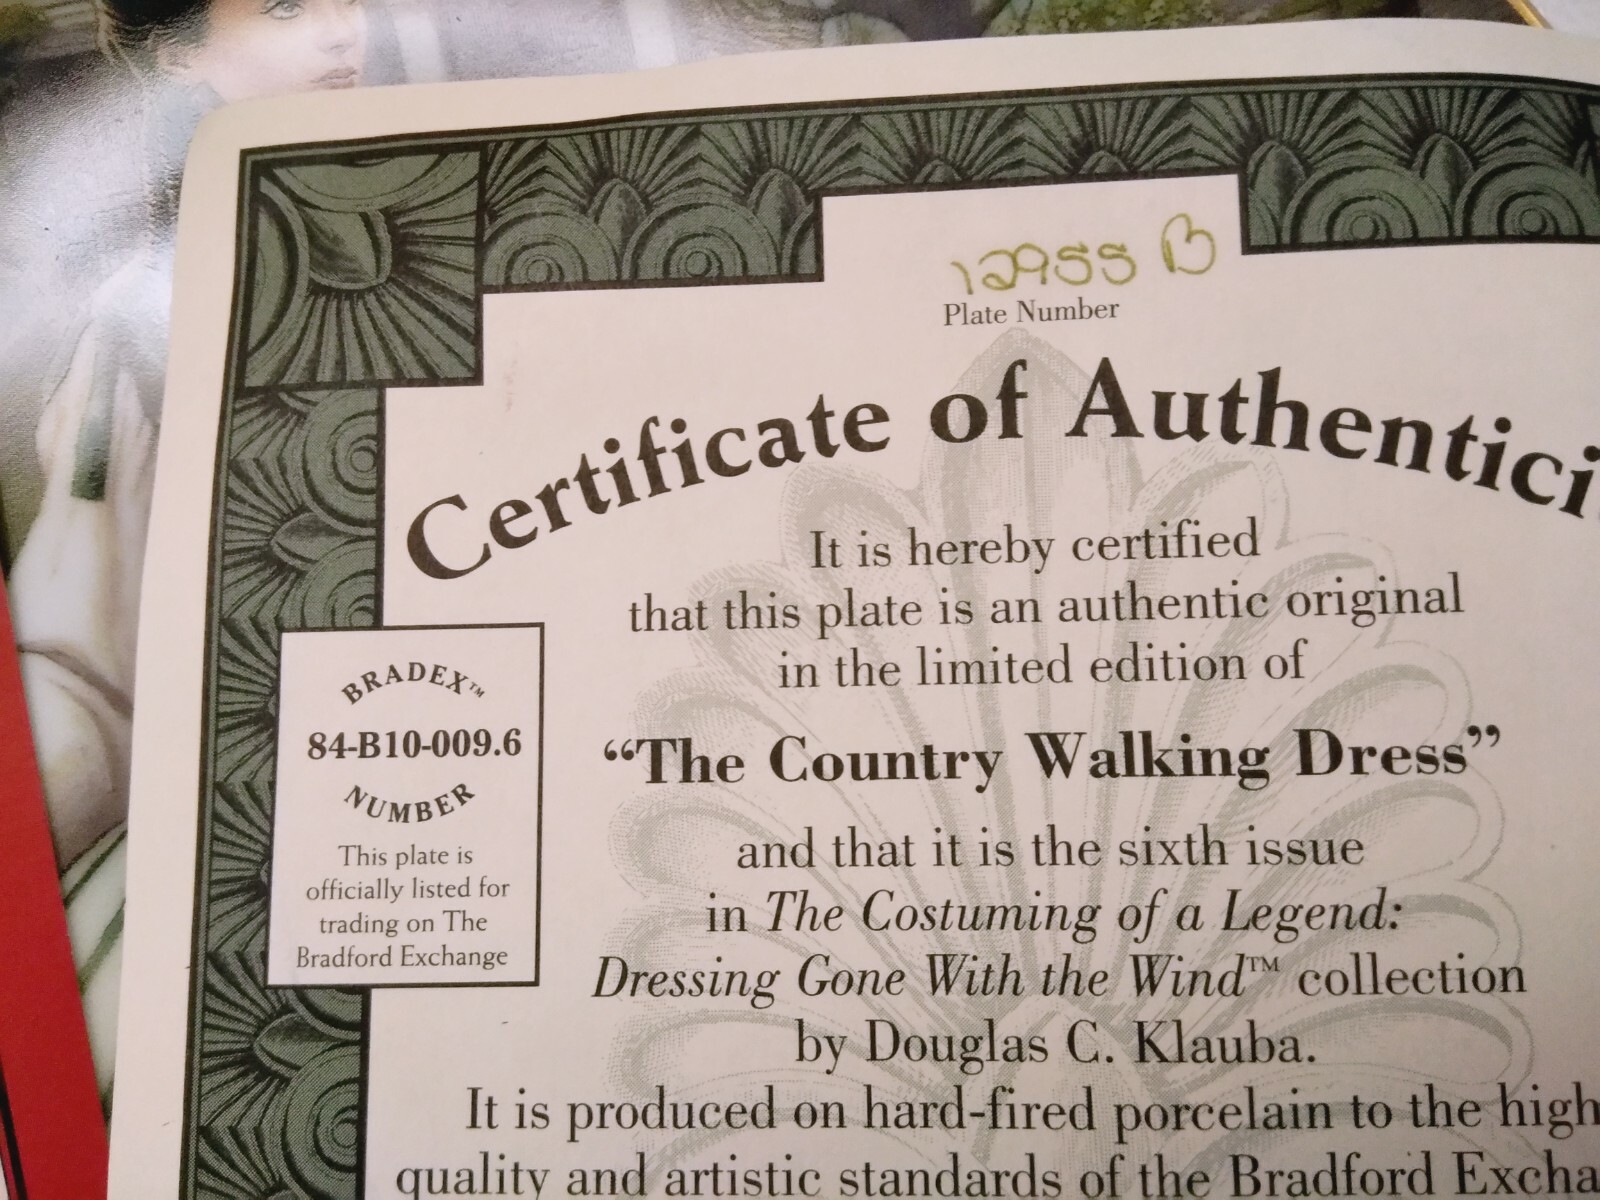 12955 B
Plate Number
Certificate of Authentici
It is hereby certified
that this plate is an authentic original
in the limited edition of
“The Country Walking Dress”
and that it is the sixth issue
in The Costuming of a Legend:
Dressing Gone With the Wind™ collection
by Douglas C. Klauba.
It is produced on hard-fired porcelain to the high
quality and artistic standards of the Bradford Excha
BRADEX™
84-B10-009.6
NUMBER
This plate is
officially listed for
trading on The
Bradford Exchange